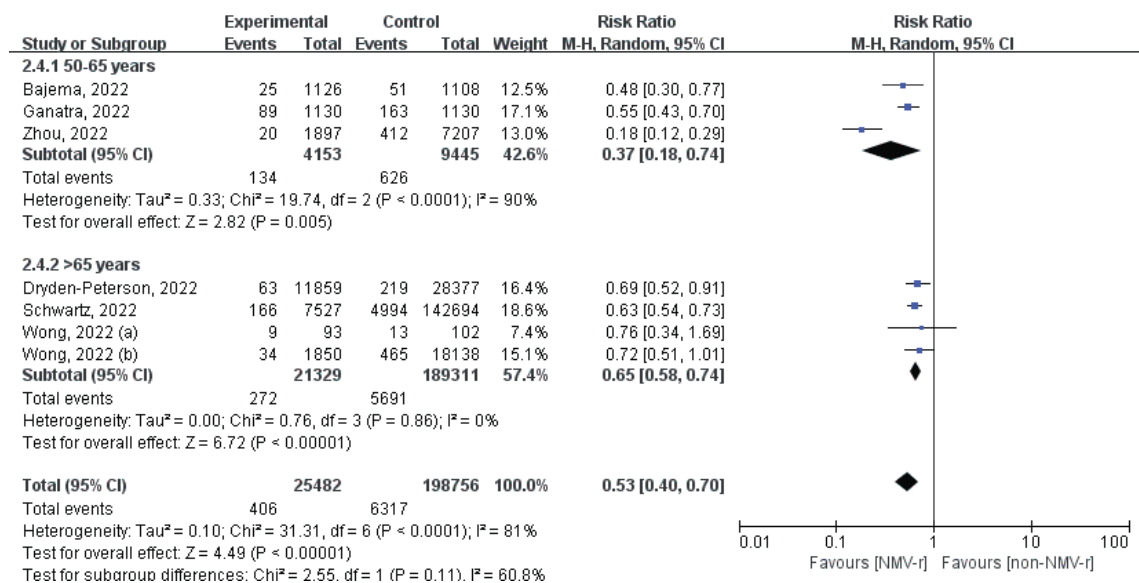 Experimental Control Risk Ratio Risk Ratio
Study or Subgroup Events Total Events Total Weight M-H, Random, 95% CI M-H, Random, 95% CI
2.4.1 50-65 years
Bajema, 2022 25 1126 51 1108 12.5% 0.48 [0.30, 0.77]
Ganatra, 2022 89 1130 163 1130 17.1% 0.55 [0.43, 0.70]
Zhou, 2022 20 1897 412 7207 13.0% 0.18 [0.12, 0.29]
Subtotal (95% CI) 4153 9445 42.6% 0.37 [0.18, 0.74]
Total events 134 626
Heterogeneity: Tau² = 0.33; Chi² = 19.74, df = 2 (P < 0.0001); I² = 90%
Test for overall effect: Z = 2.82 (P = 0.005)
2.4.2 >65 years
Dryden-Peterson, 2022 63 11859 219 28377 16.4% 0.69 [0.52, 0.91]
Schwartz, 2022 166 7527 4994 142694 18.6% 0.63 [0.54, 0.73]
Wong, 2022 (a) 9 93 13 102 7.4% 0.76 [0.34, 1.69]
Wong, 2022 (b) 34 1850 465 18138 15.1% 0.72 [0.51, 1.01]
Subtotal (95% CI) 21329 189311 57.4% 0.65 [0.58, 0.74]
Total events 272 5691
Heterogeneity: Tau² = 0.00; Chi² = 0.76, df = 3 (P = 0.86); I² = 0%
Test for overall effect: Z = 6.72 (P < 0.00001)
Total (95% CI) 25482 198756 100.0% 0.53 [0.40, 0.70]
Total events 406 6317
Heterogeneity: Tau² = 0.10; Chi² = 31.31, df = 6 (P < 0.0001); I² = 81%
Test for overall effect: Z = 4.49 (P < 0.00001)
Test for subgroup differences: Chi² = 2.55, df = 1 (P = 0.11), I² = 60.8%
0.01 0.1 1 10 100
Favours [NMV-r] Favours [non-NMV-r]